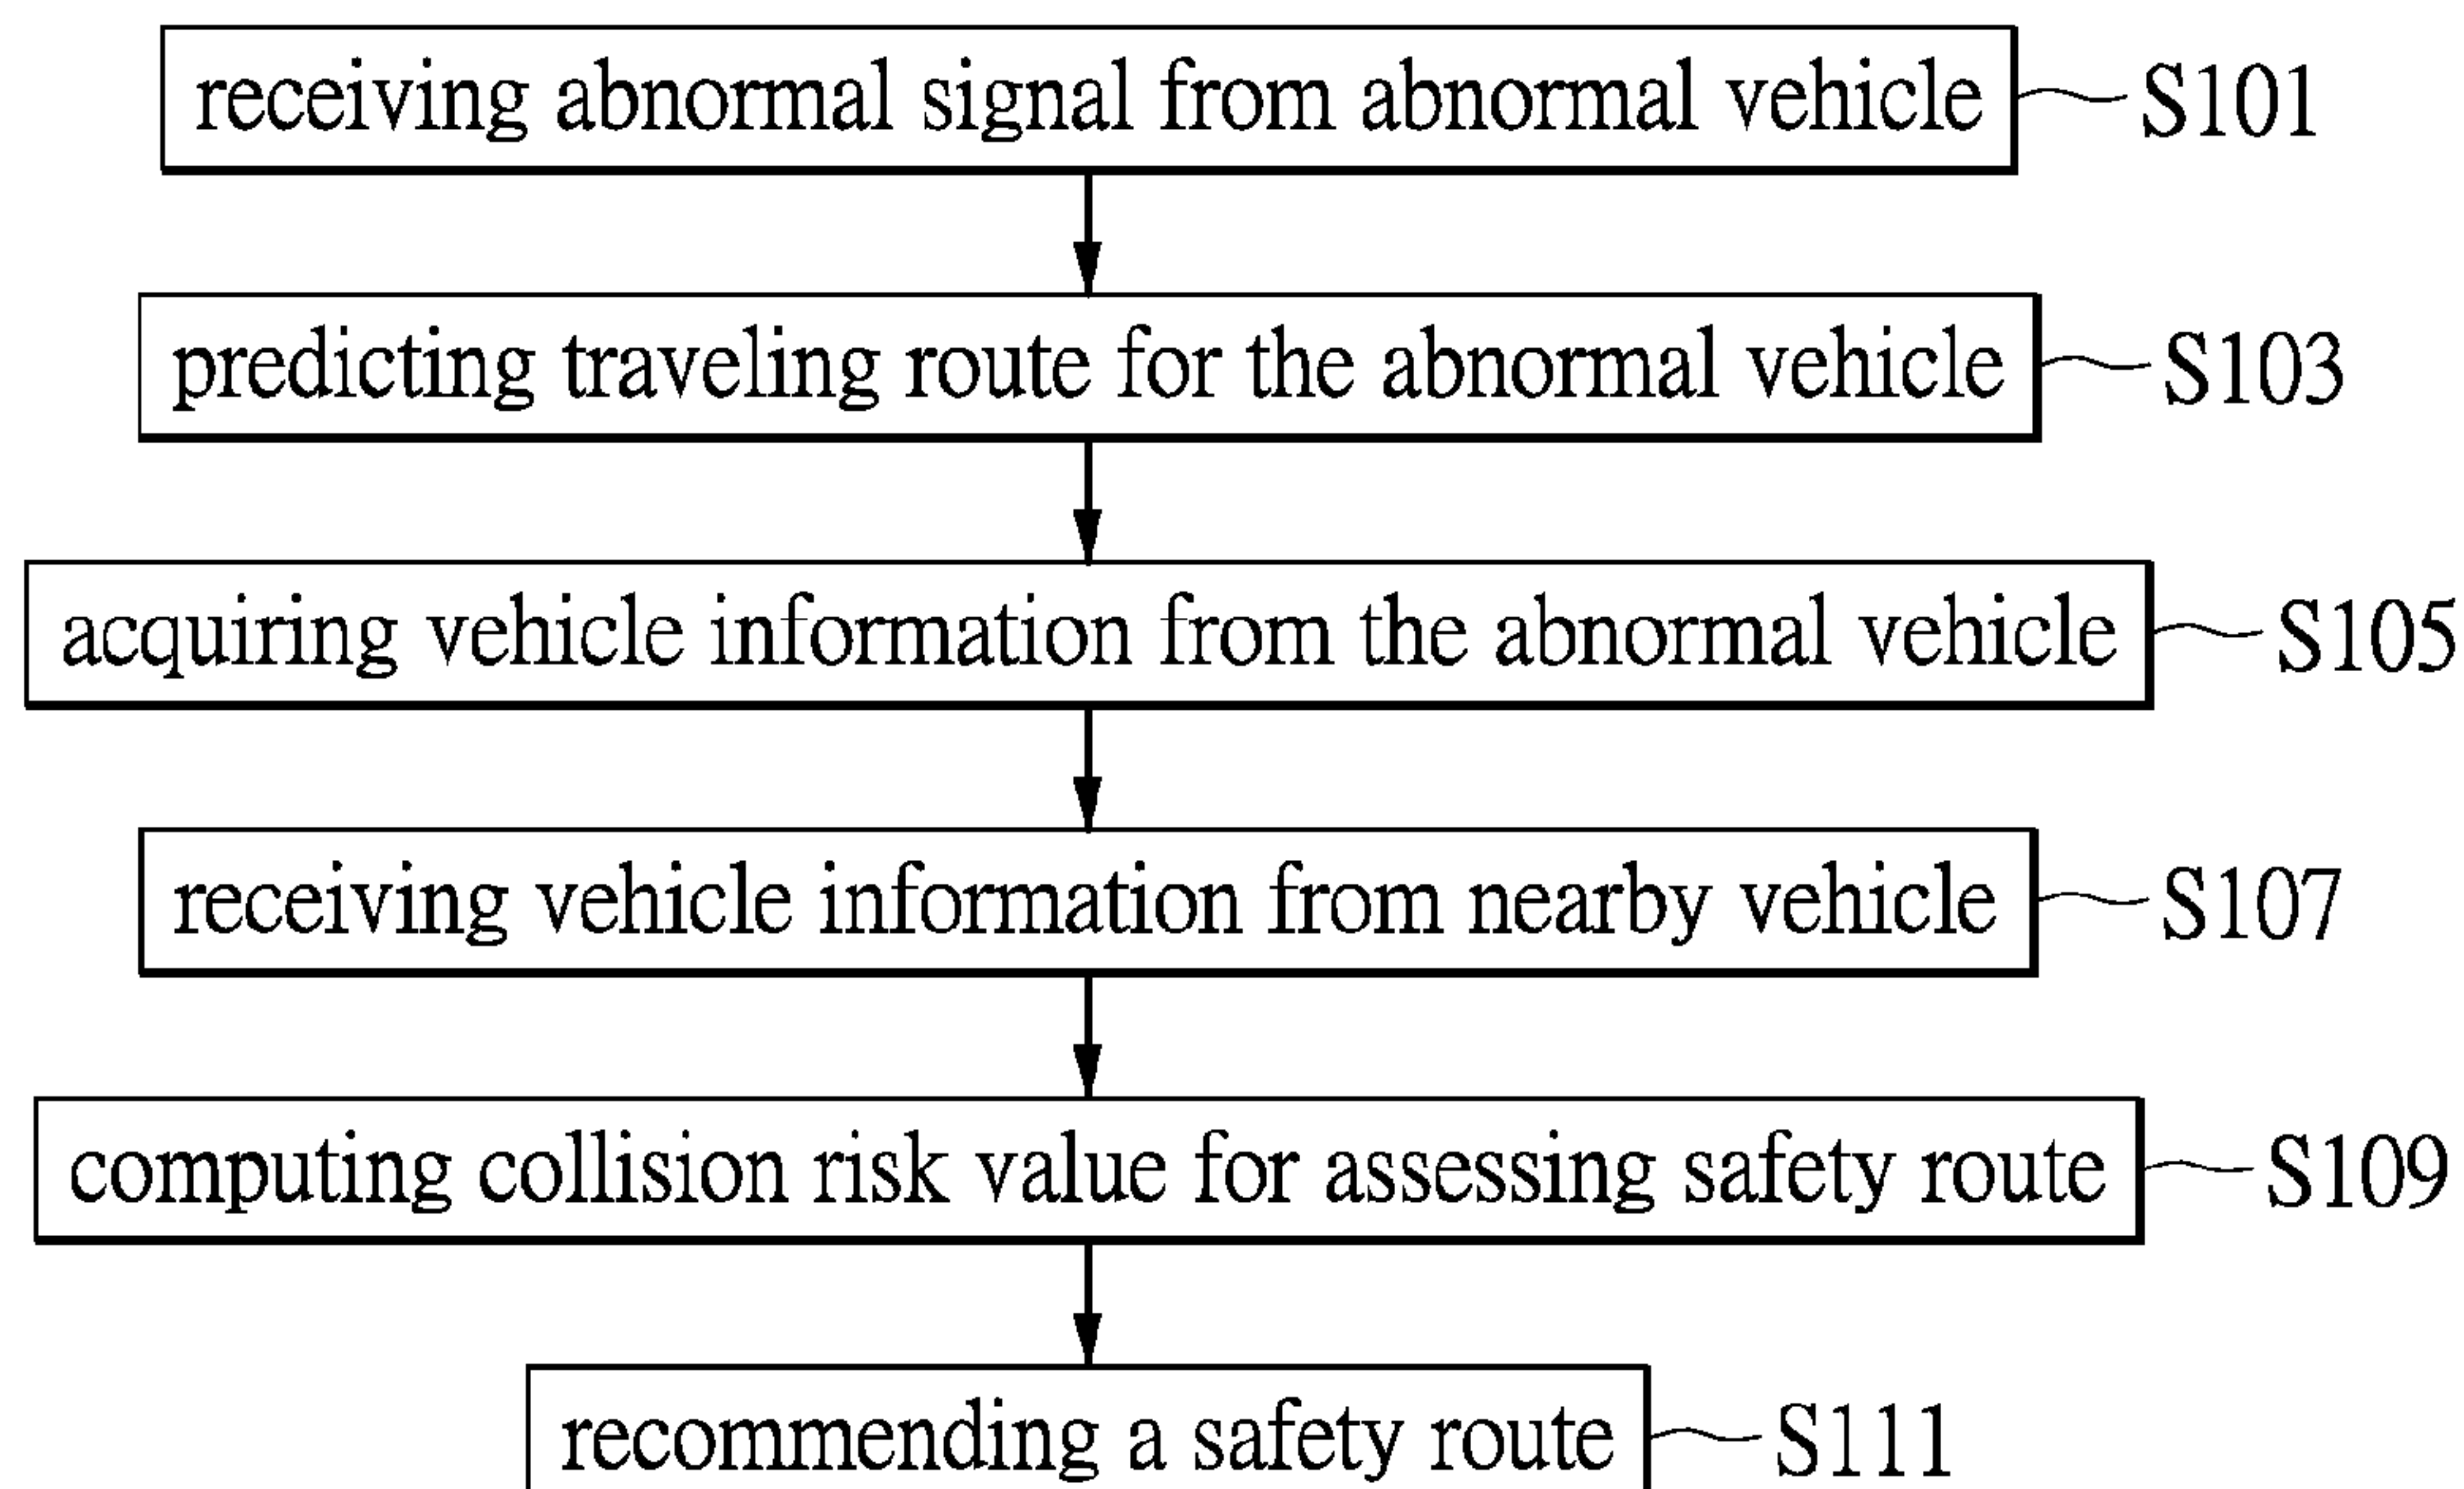 receiving abnormal signal from abnormal vehicle S101
predicting traveling route for the abnormal vehicle S103
acquiring vehicle information from the abnormal vehicle S105
receiving vehicle information from nearby vehicle S107
computing collision risk value for assessing safety route S109
recommending a safety route S111